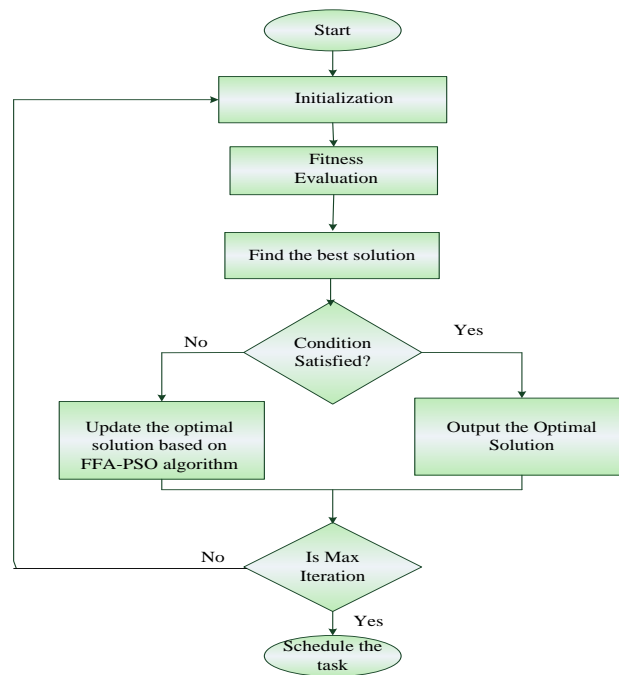 Start
Initialization
Fitness
Evaluation
Find the best solution
No
Condition
Satisfied?
Yes
Update the optimal
solution based on
FFA-PSO algorithm
Output the Optimal
Solution
No
Is Max
Iteration
Yes
Schedule the
task